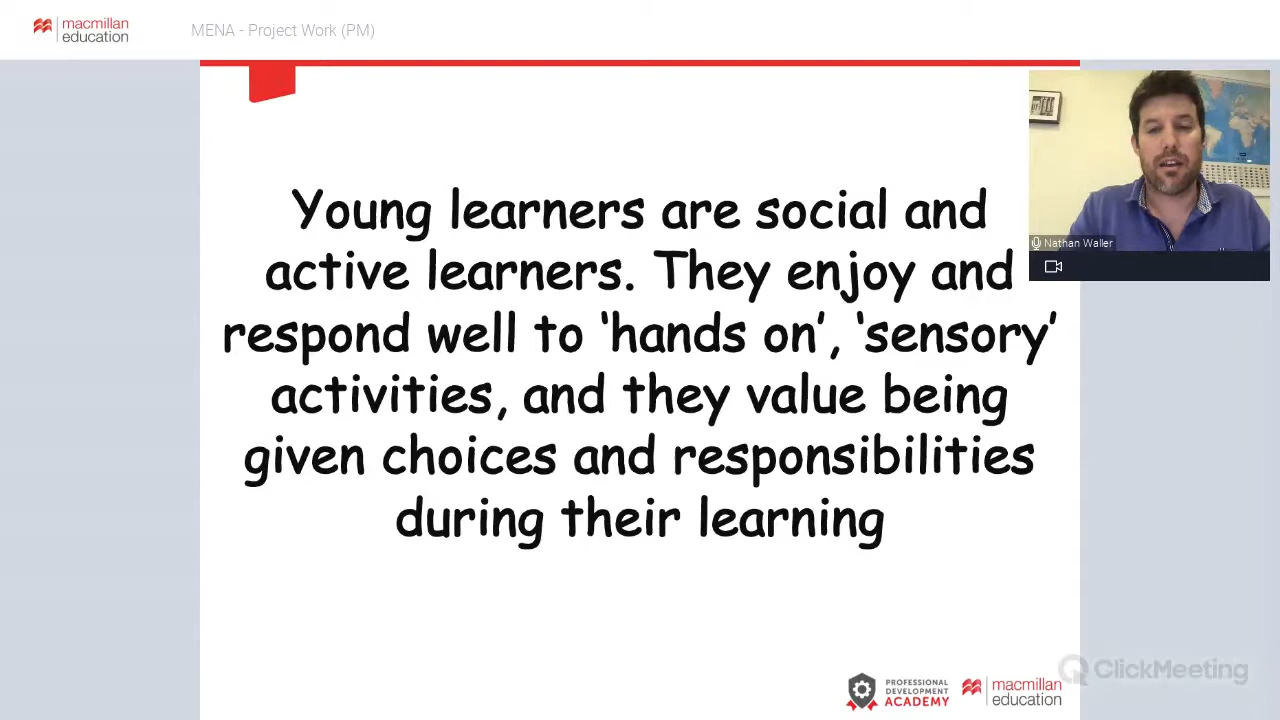 macmillan
education
MENA - Project Work (PM)
Young learners are social and
active learners. They enjoy and
respond well to ‘hands on’, ‘sensory’
activities, and they value being
given choices and responsibilities
during their learning
Nathan Waller
PROFESSIONAL
DEVELOPMENT
ACADEMY
macmillan
education
ClickMeeting